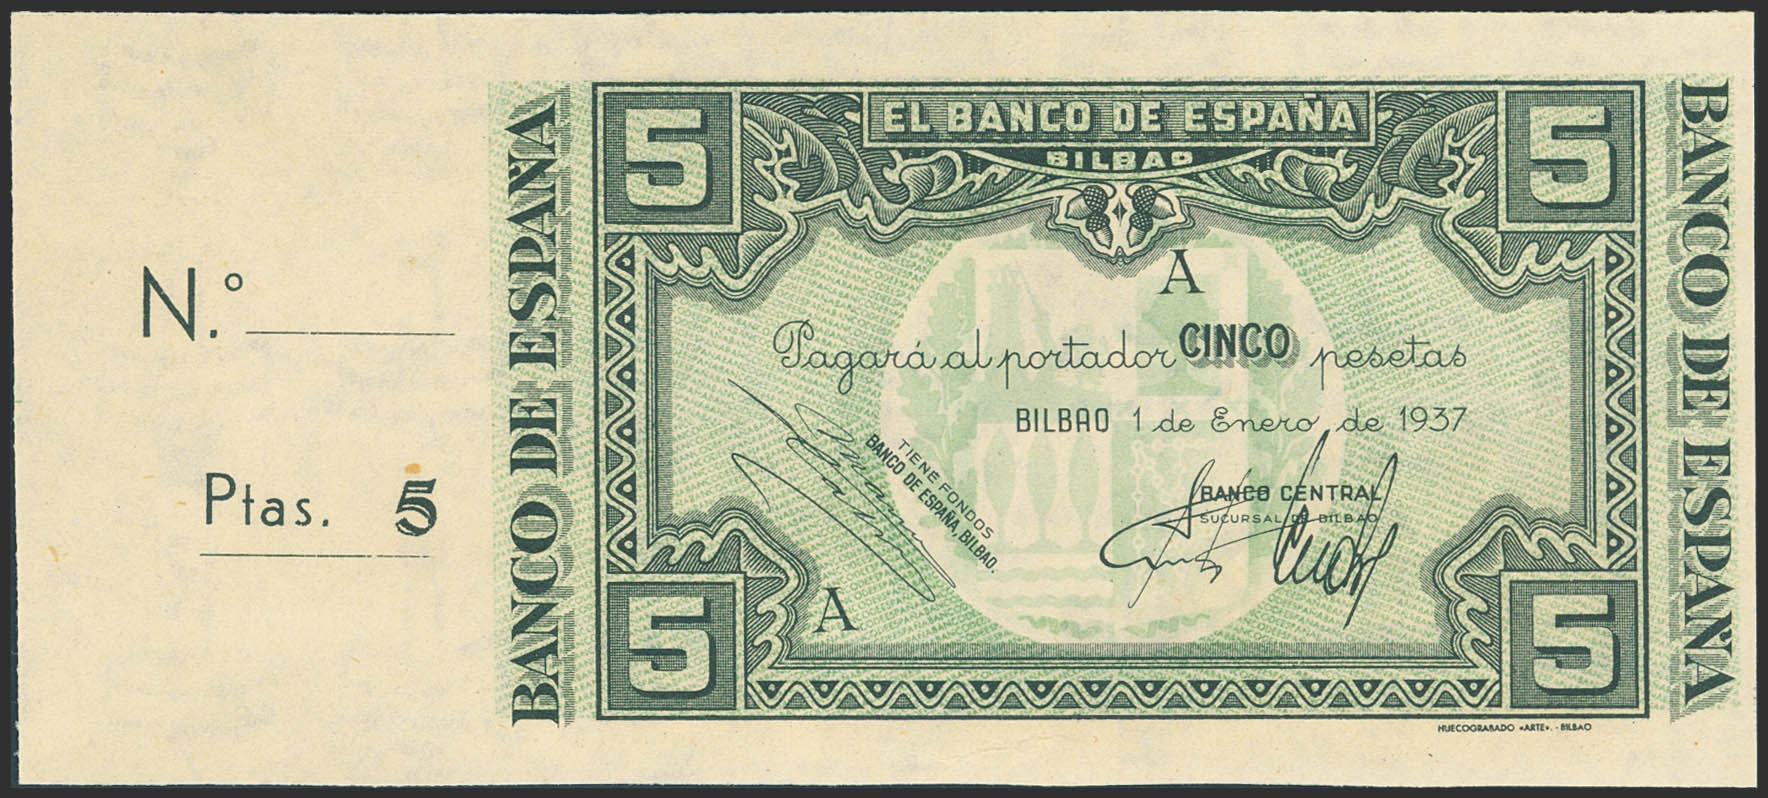 N.º
Ptas. 5
BANCO DE ESPAÑA
5
EL BANCO DE ESPAÑA
BILBAO
5
A
Pagará al portador CINCO pesetas
BILBAO 1 de Enero de 1937
TIENE FONDOS
BANCO DE ESPAÑA, BILBAO.
BANCO CENTRAL
SUCURSAL DE BILBAO
A
5
5
BANCO DE ESPAÑA
HUECOGRABADO «ARTE». - BILBAO